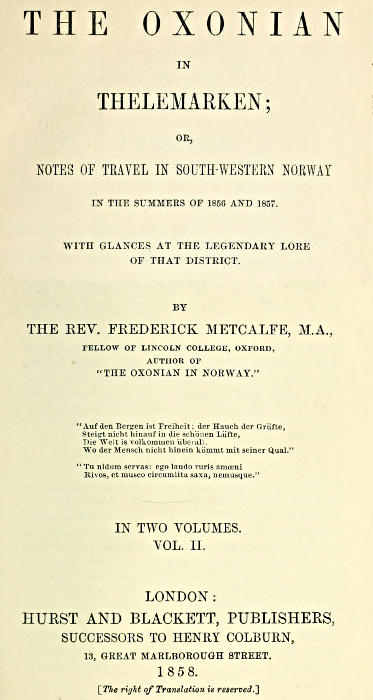 THE OXONIAN
IN
THELEMARKEN;
OR,
NOTES OF TRAVEL IN SOUTH-WESTERN NORWAY
IN THE SUMMERS OF 1856 AND 1857.
WITH GLANCES AT THE LEGENDARY LORE
OF THAT DISTRICT.
BY
THE REV. FREDERICK METCALFE, M.A.,
FELLOW OF LINCOLN COLLEGE, OXFORD,
AUTHOR OF
"THE OXONIAN IN NORWAY."
"Auf den Bergen ist Freiheit; der Hauch der Grüfte,
Steigt nicht hinauf in die schönen Lüfte,
Die Welt is volkommen überall,
Wo der Mensch nicht hinein kömmt mit seiner Qual."
"Tu nidum servas: ego laudo ruris amœni
Rivos, et musco circumlita saxa, nemusque."
IN TWO VOLUMES.
VOL. II.
LONDON:
HURST AND BLACKETT, PUBLISHERS,
SUCCESSORS TO HENRY COLBURN,
13, GREAT MARLBOROUGH STREET.
1858.
[The right of Translation is reserved.]